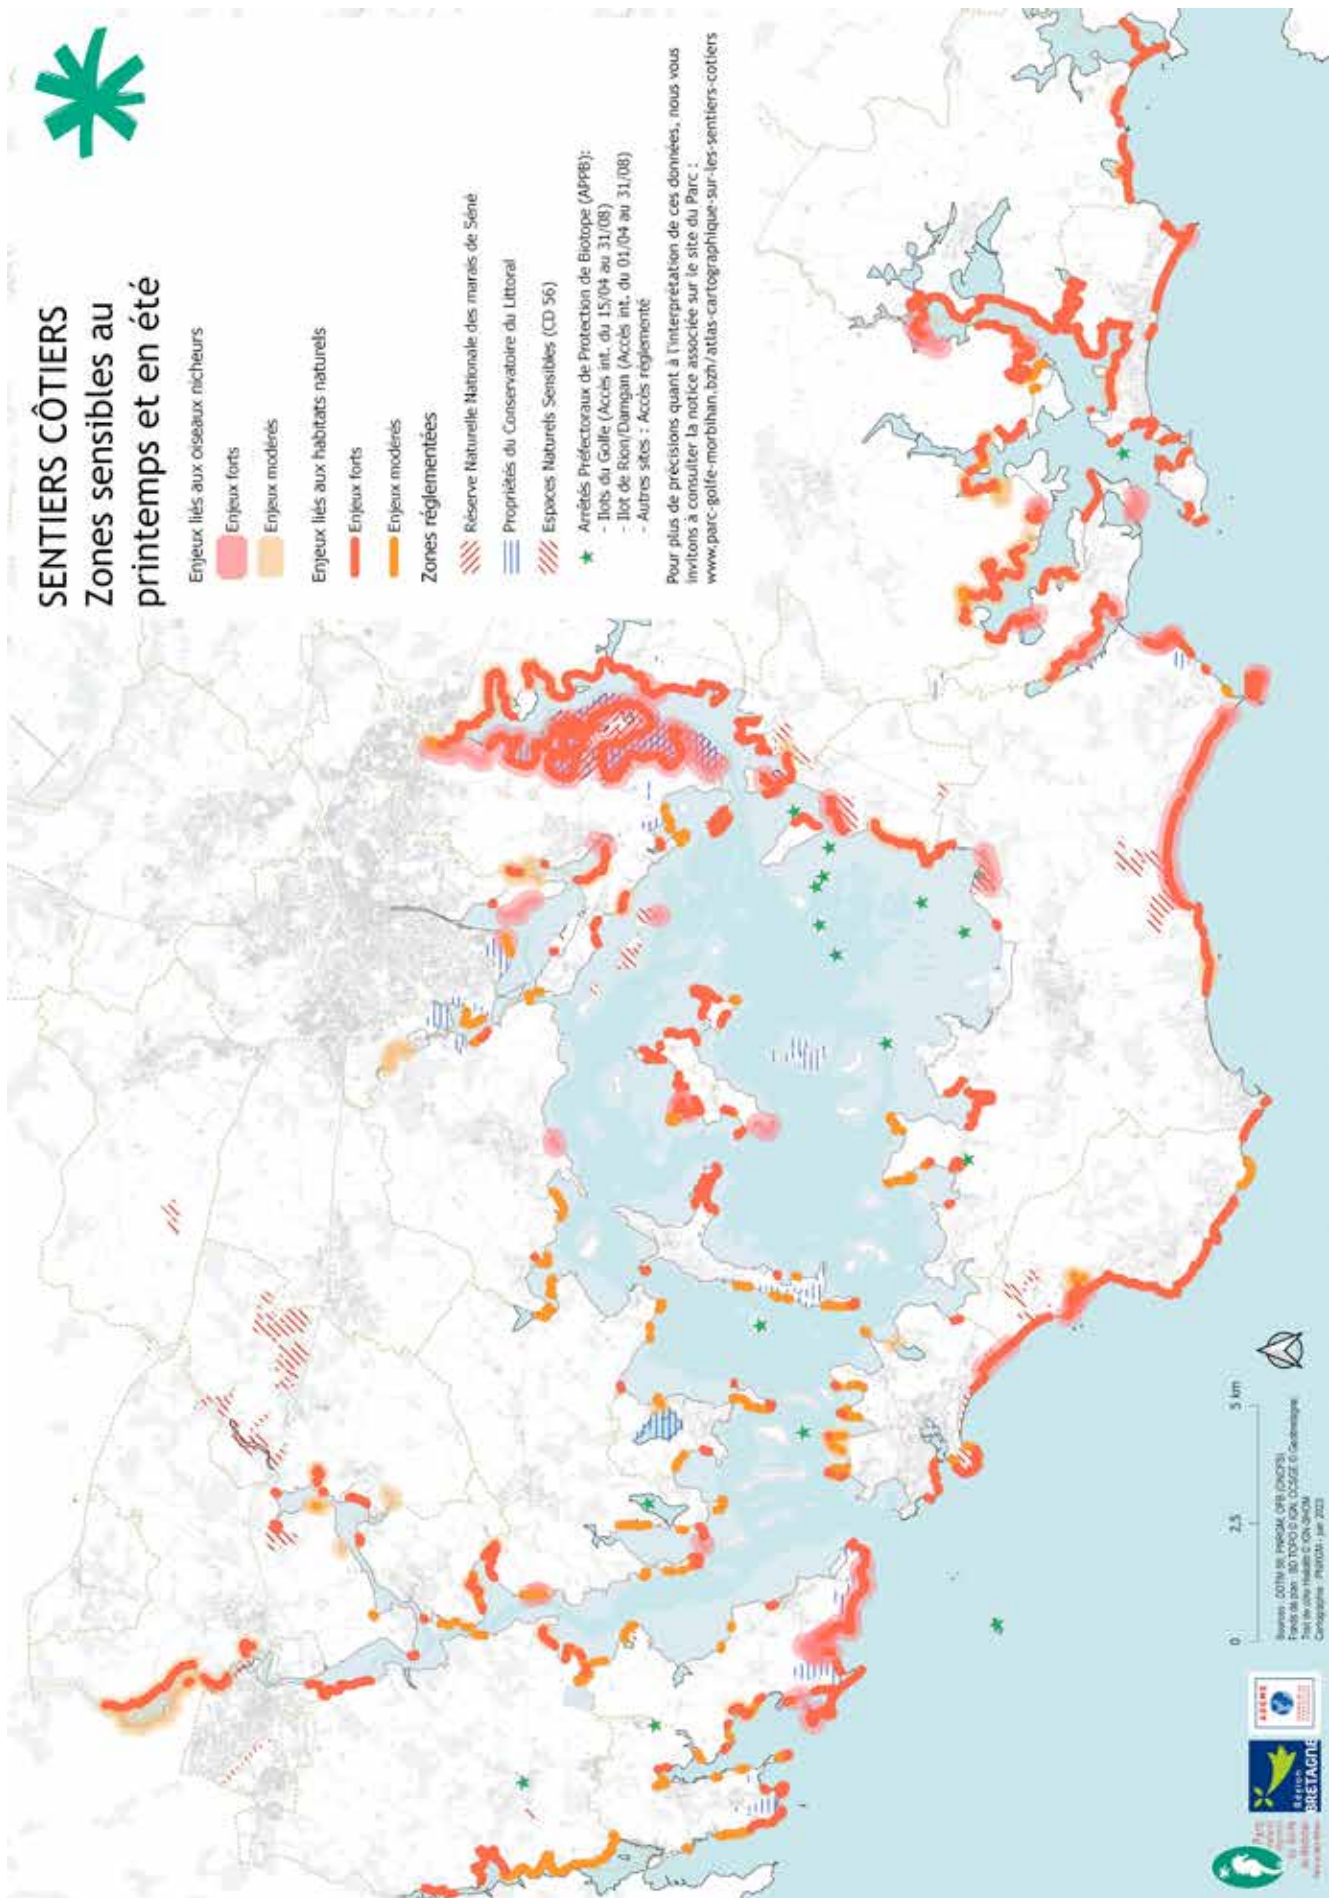 SENTIERS CÔTIERS
Zones sensibles au
printemps et en été
Enjeux liés aux oiseaux nicheurs
Enjeux forts
Enjeux modérés
Enjeux liés aux habitats naturels
Enjeux forts
Enjeux modérés
Zones réglementées
Réserve Naturelle Nationale des marais de Séné
Propriétés du Conservatoire du Littoral
Espaces Naturels Sensibles (CD 56)
Arrêtés Préfectoraux de Protection de Biotope (APPB):
- Ilots du Golfe (Accès int. du 15/04 au 31/08)
- Ilot de Rion/Damgan (Accès int. du 01/04 au 31/08)
- Autres sites : Accès réglementé
Pour plus de précisions quant à l'interprétation de ces données, nous vous
invitons à consulter la notice associée sur le site du Parc :
www.parc-golfe-morbihan.bzh/atlas-cartographique-sur-les-sentiers-cotiers
0 2,5 5 km
Parc
Région
BRETAGNE